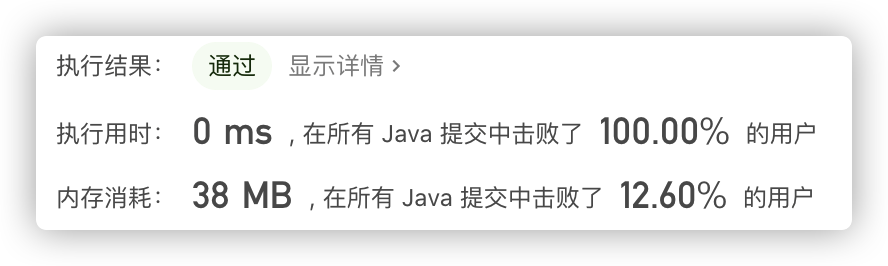 执行结果： 通过 显示详情 ›
执行用时： 0 ms , 在所有 Java 提交中击败了 100.00% 的用户
内存消耗： 38 MB , 在所有 Java 提交中击败了 12.60% 的用户